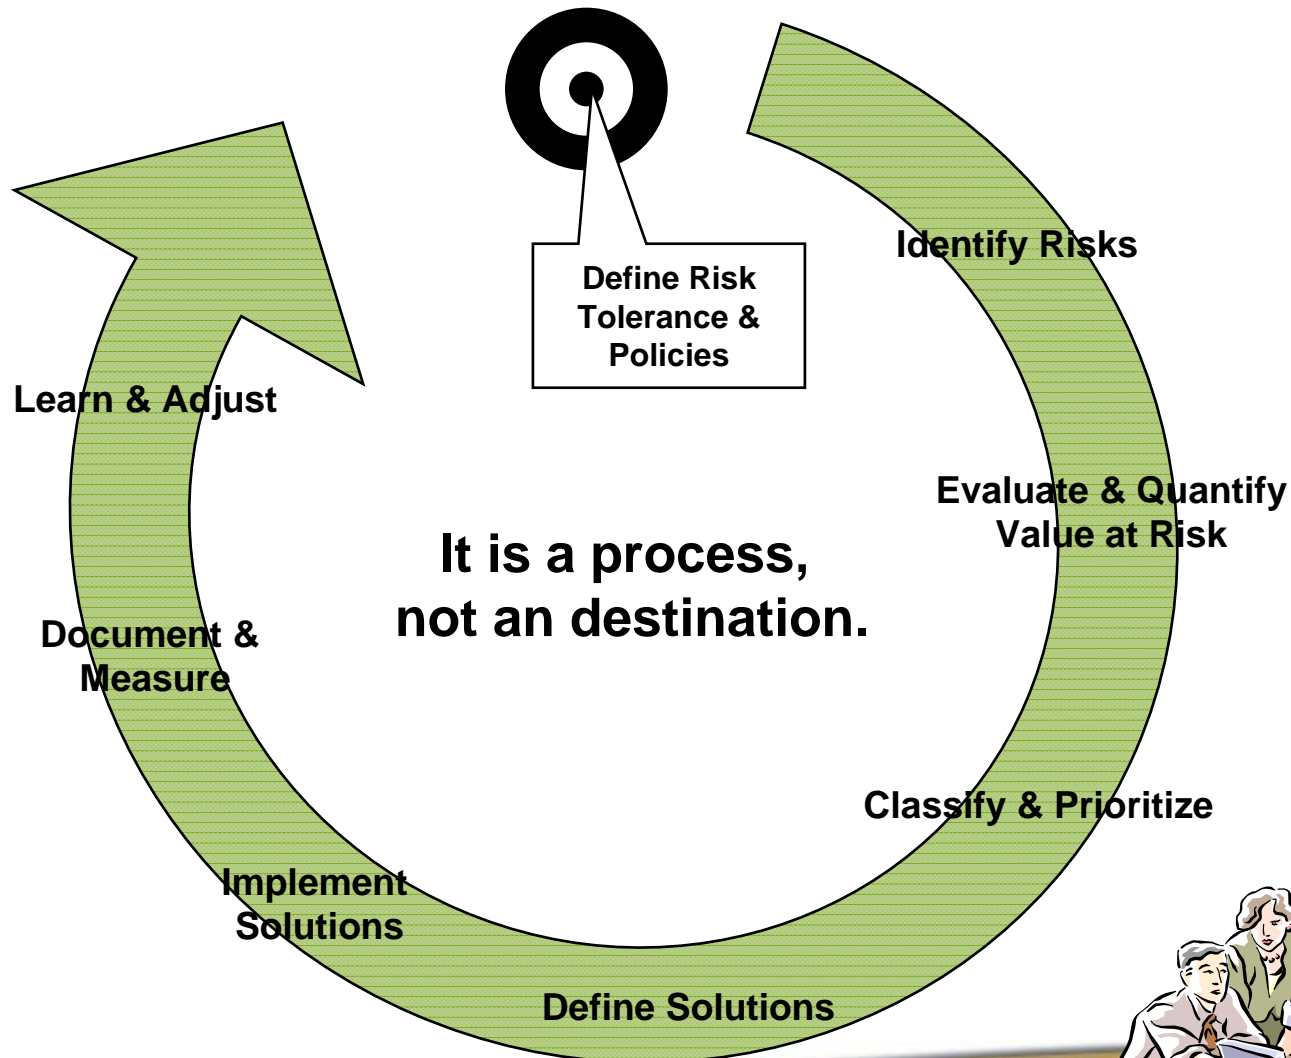 Define Risk
Tolerance &
Policies
Identify Risks
Evaluate & Quantify
Value at Risk
Classify & Prioritize
Define Solutions
Implement
Solutions
Document &
Measure
Learn & Adjust
It is a process,
not an destination.